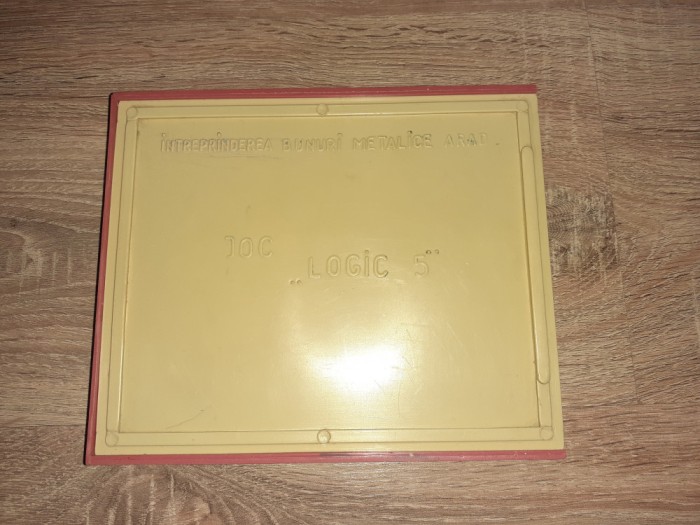 ÎNTREPRINDEREA BUNURI METALICE ARAD.
JOC
„LOGIC 5”